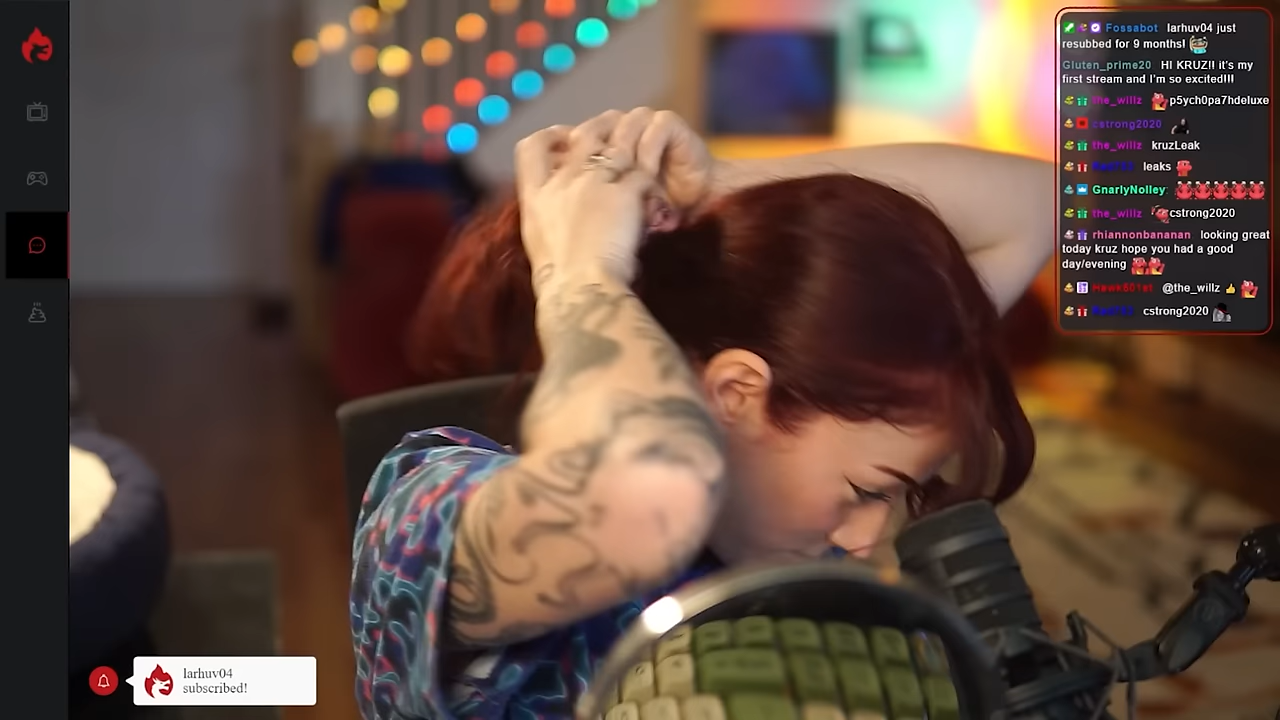 Fossabot larhuv04 just
resubbed for 9 months!
Gluten_prime20 HI KRUZ!! it's my
first stream and I'm so excited!!!
the_willz p5ych0pa7hdeluxe
cstrong2020
the_willz kruzLeak
leaks
GnarlyNolley:
the_willz cstrong2020
rhiannonbananan looking great
today kruz hope you had a good
day/evening
Hawk601st @the_willz
cstrong2020
larhuv04
subscribed!